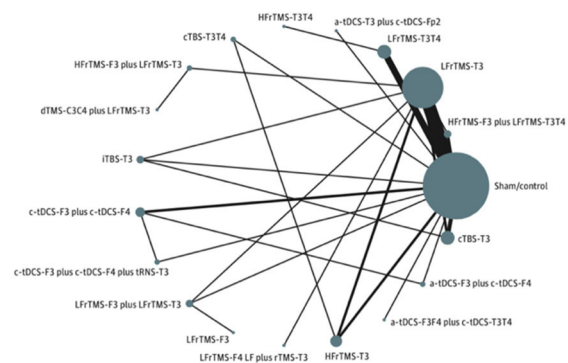 HFrTMS-T3T4
a-tDCS-T3 plus c-tDCS-Fp2
cTBS-T3T4
LFrTMS-T3T4
HFrTMS-F3 plus LFrTMS-T3
LFrTMS-T3
dTMS-C3C4 plus LFrTMS-T3
HFrTMS-F3 plus LFrTMS-T3T4
iTBS-T3
Sham/control
c-tDCS-F3 plus c-tDCS-F4
cTBS-T3
c-tDCS-F3 plus c-tDCS-F4 plus tRNS-T3
a-tDCS-F3 plus c-tDCS-F4
LFrTMS-F3 plus LFrTMS-T3
a-tDCS-F3F4 plus c-tDCS-T3T4
LFrTMS-F3
LFrTMS-F4 LF plus rTMS-T3
HFrTMS-T3